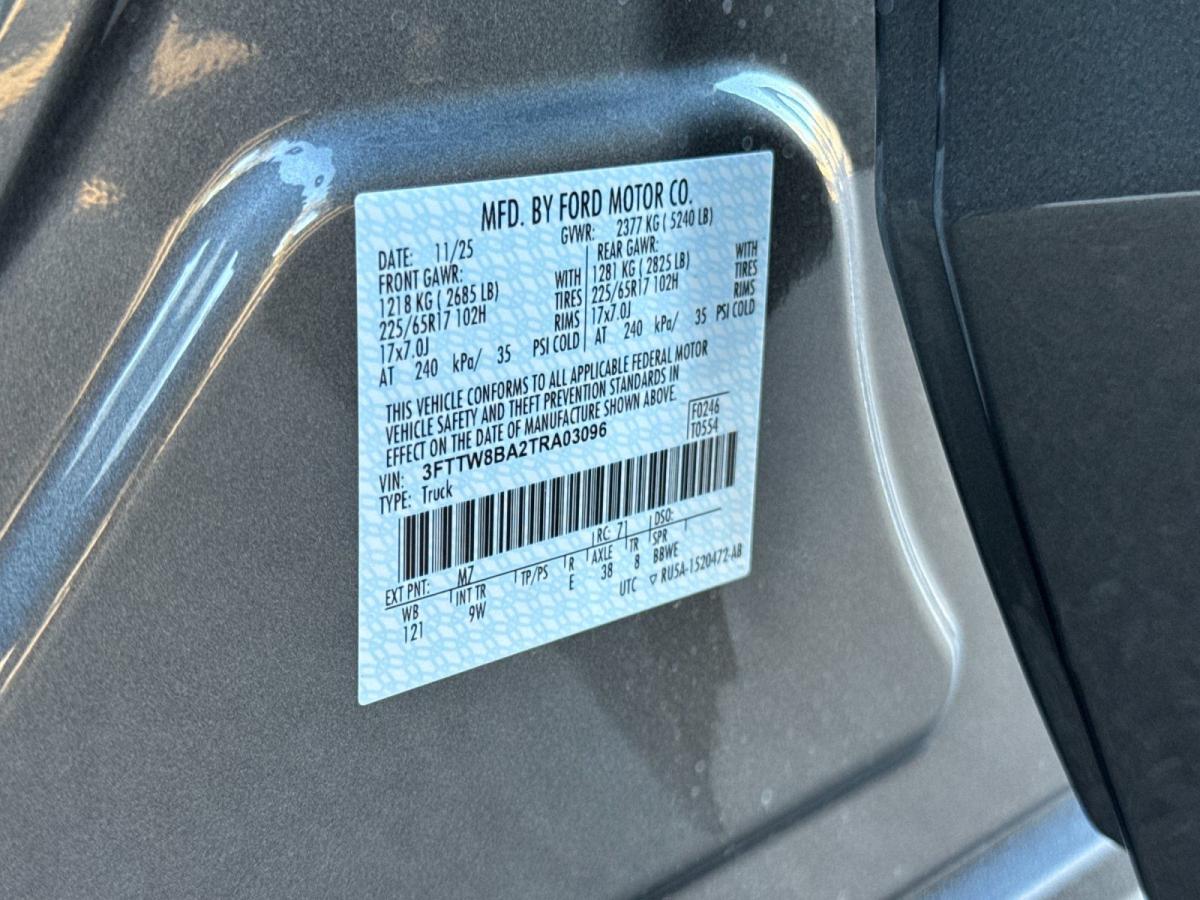 MFD. BY FORD MOTOR CO.
DATE: 11/25 GVWR: 2377 KG ( 5240 LB)
FRONT GAWR: REAR GAWR:
1218 KG ( 2685 LB) WITH 1281 KG ( 2825 LB) WITH
225/65R17 102H TIRES 225/65R17 102H TIRES
17x7.0J RIMS 17x7.0J RIMS
AT 240 kPa/ 35 PSI COLD AT 240 kPa/ 35 PSI COLD
THIS VEHICLE CONFORMS TO ALL APPLICABLE FEDERAL MOTOR
VEHICLE SAFETY AND THEFT PREVENTION STANDARDS IN
EFFECT ON THE DATE OF MANUFACTURE SHOWN ABOVE.
VIN: 3FTTW8BA2TRA03096 F0246
TYPE: Truck T0554
EXT PNT: M7 RC: 71 DSO:
WB INT TR TP/PS R AXLE TR SPR
121 9W E 38 8 BBWE
UTC RU5A-1520472-AB